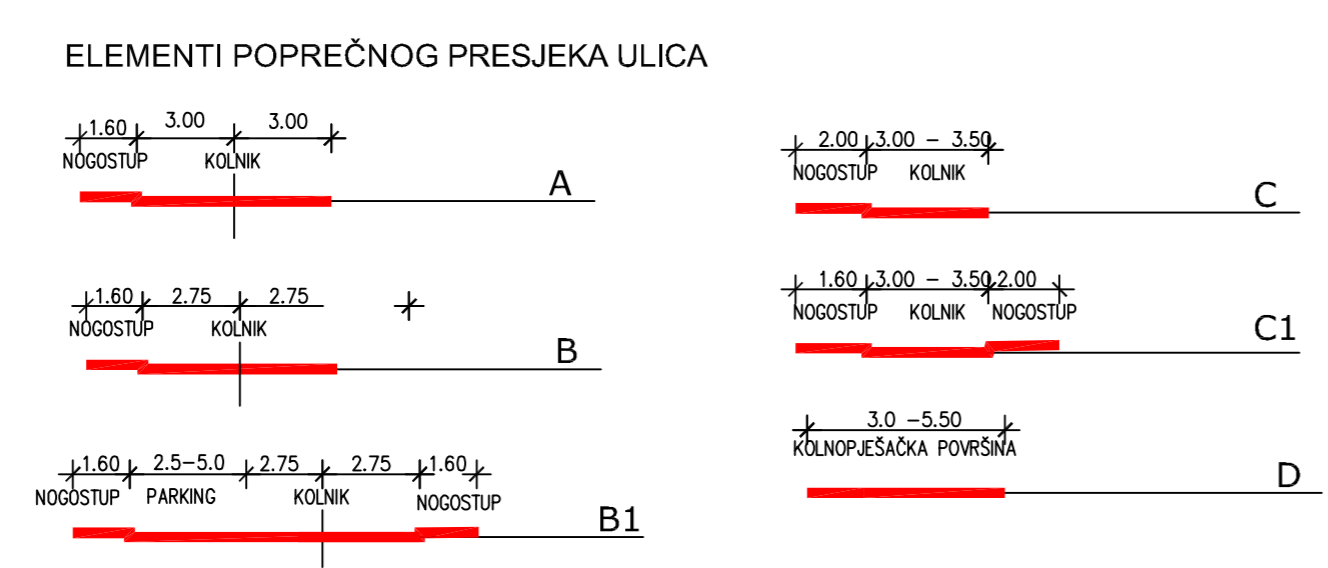 ELEMENTI POPREČNOG PRESJEKA ULICA
1.60 3.00 3.00
NOGOSTUP KOLNIK
A
1.60 2.75 2.75
NOGOSTUP KOLNIK
B
1.60 2.5-5.0 2.75 2.75 1.60
NOGOSTUP PARKING KOLNIK NOGOSTUP
B1
2.00 3.00 - 3.50
NOGOSTUP KOLNIK
C
1.60 3.00 - 3.50 2.00
NOGOSTUP KOLNIK NOGOSTUP
C1
3.0 -5.50
KOLNOPJEŠAČKA POVRŠINA
D